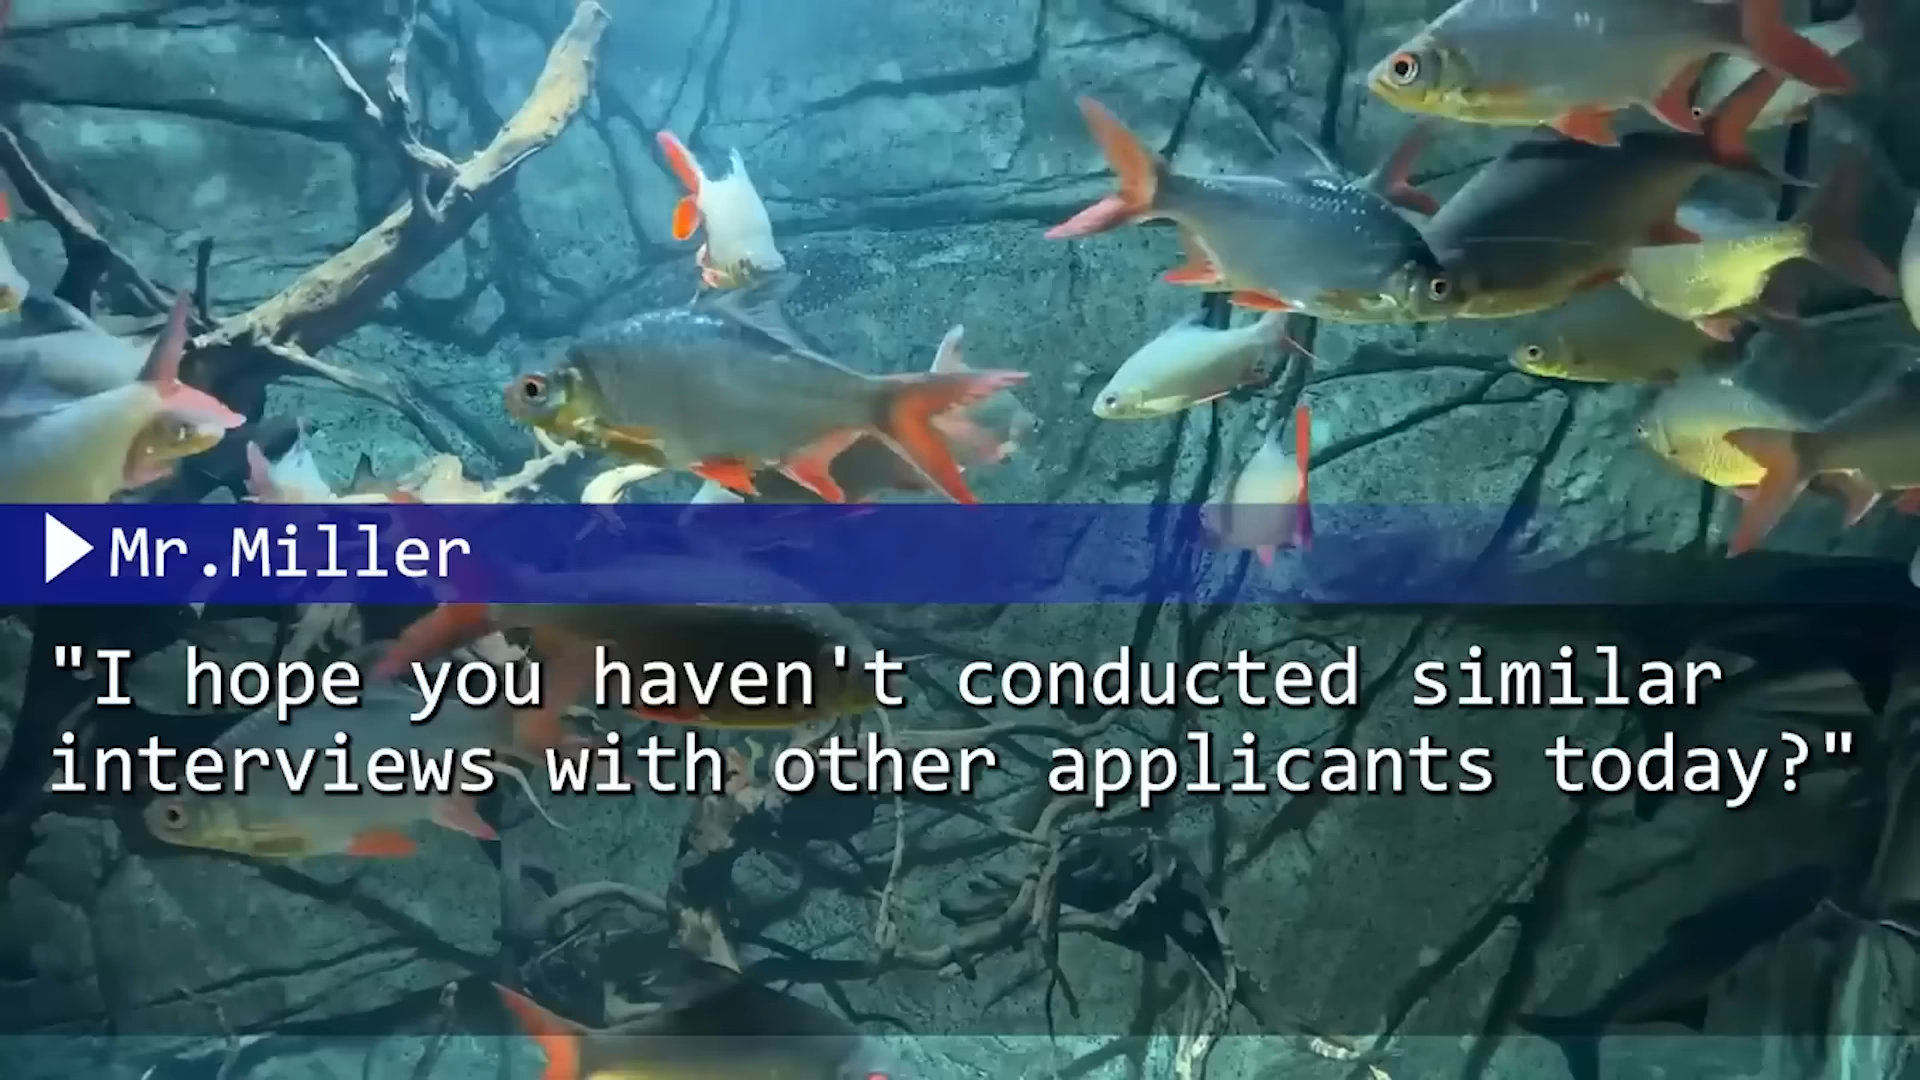 Mr.Miller
"I hope you haven't conducted similar
interviews with other applicants today?"